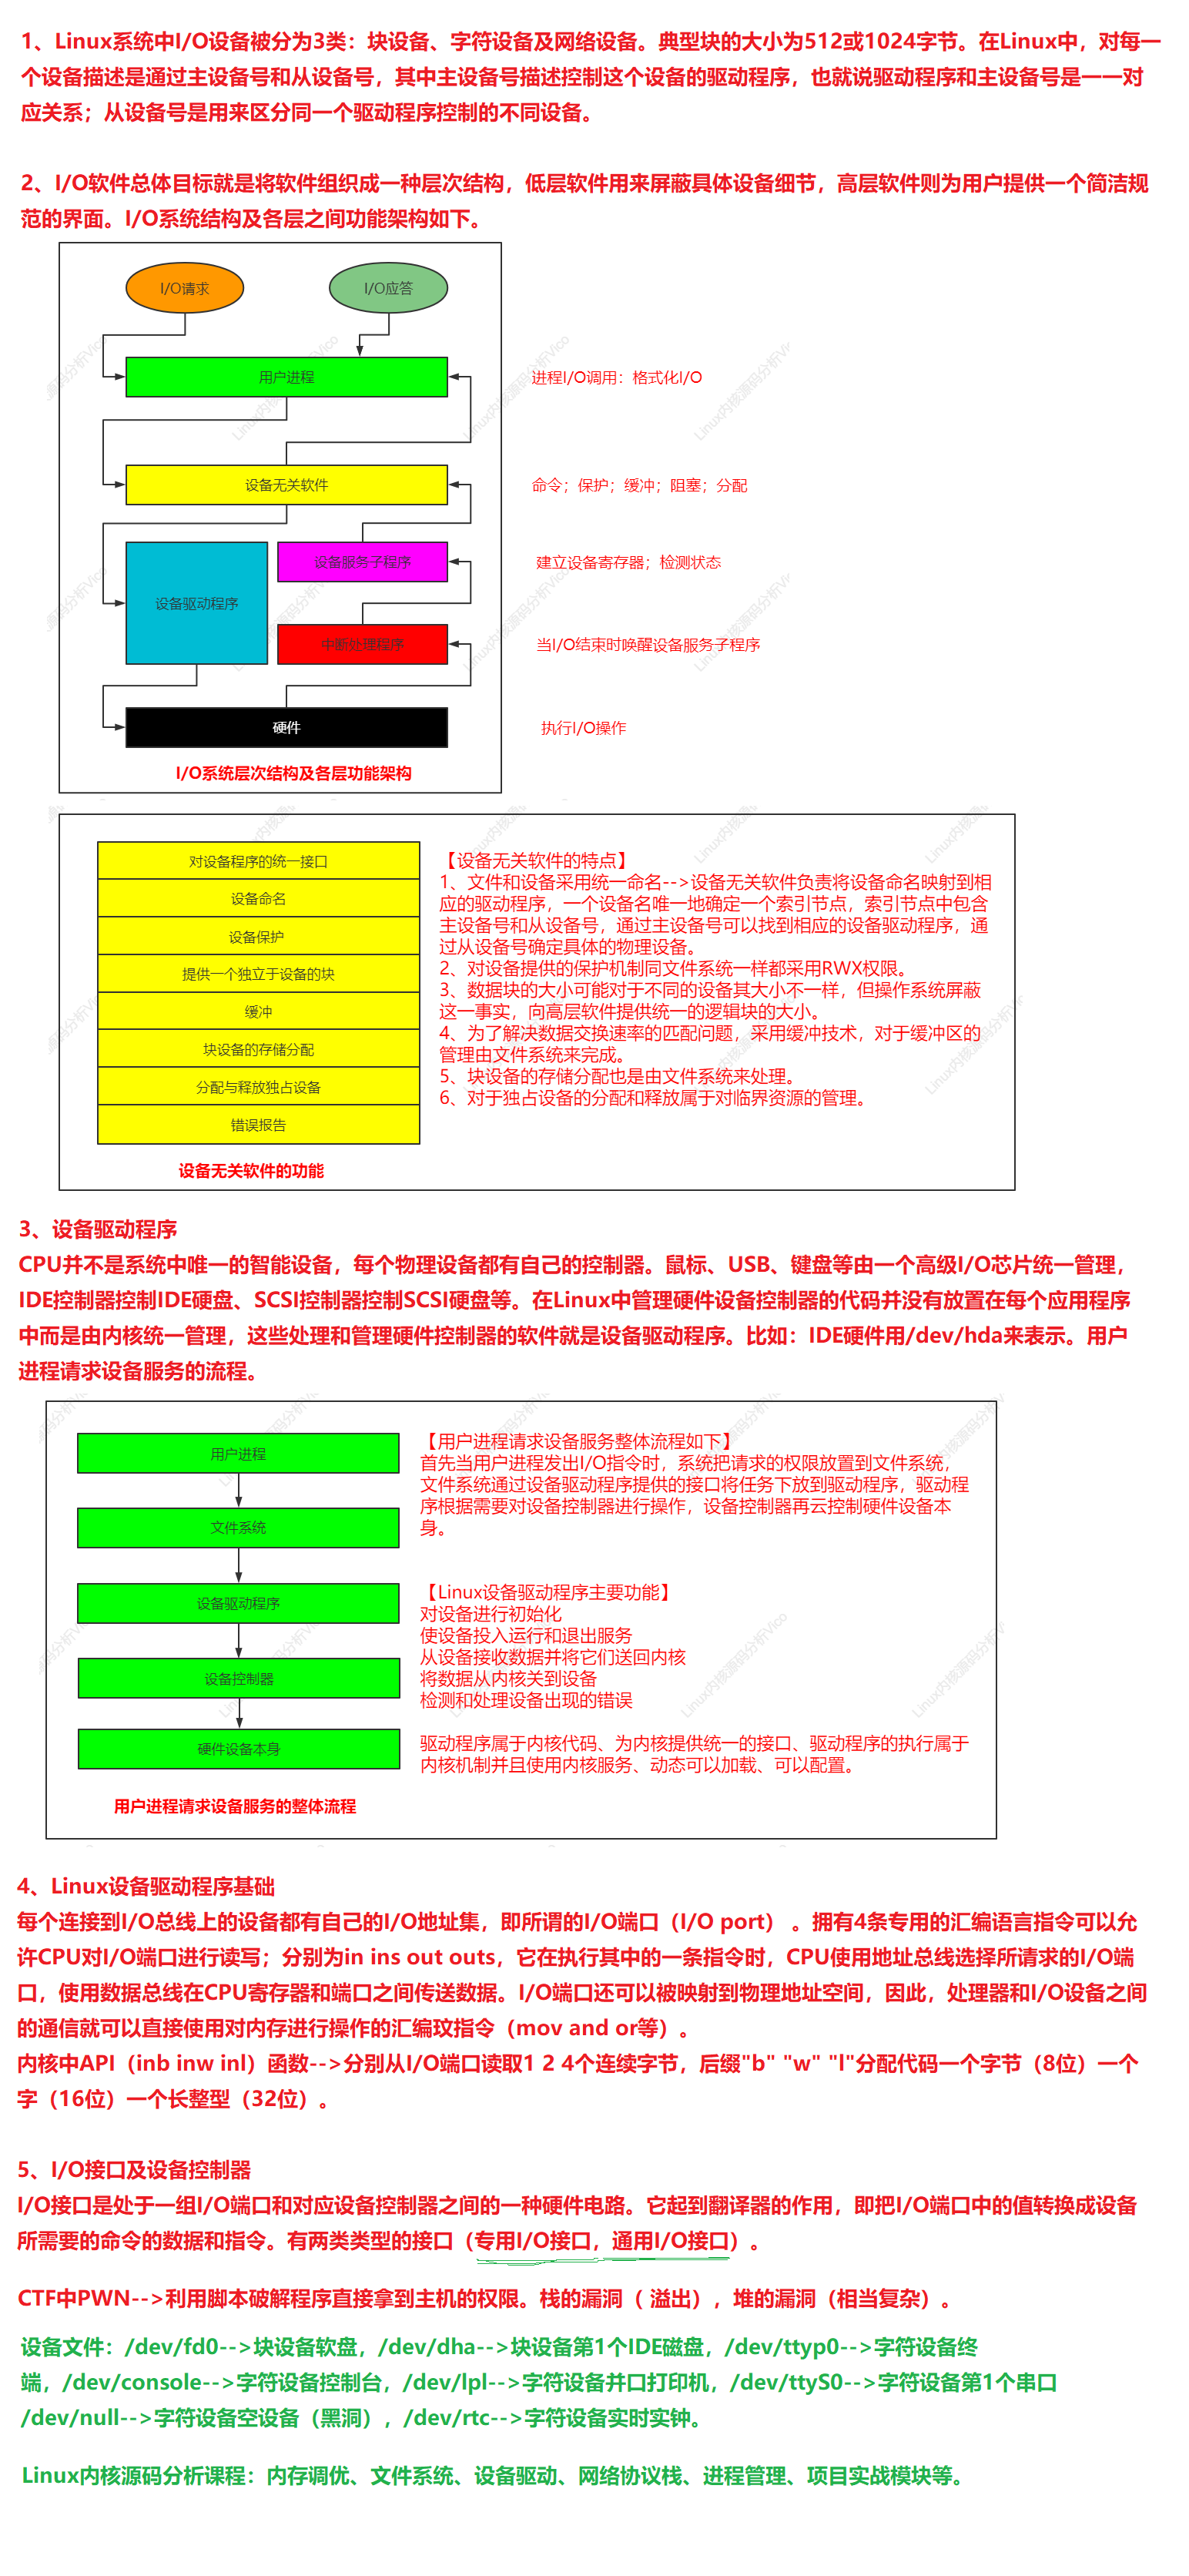 1、Linux系统中I/O设备被分为3类：块设备、字符设备及网络设备。典型块的大小为512或1024字节。在Linux中，对每一
个设备描述是通过主设备号和从设备号，其中主设备号描述控制这个设备的驱动程序，也就说驱动程序和主设备号是一一对
应关系；从设备号是用来区分同一个驱动程序控制的不同设备。
2、I/O软件总体目标就是将软件组织成一种层次结构，低层软件用来屏蔽具体设备细节，高层软件则为用户提供一个简洁规
范的界面。I/O系统结构及各层之间功能架构如下。
I/O请求
I/O应答
用户进程
进程I/O调用：格式化I/O
设备无关软件
命令；保护；缓冲；阻塞；分配
设备服务子程序
建立设备寄存器；检测状态
设备驱动程序
中断处理程序
当I/O结束时唤醒设备服务子程序
硬件
执行I/O操作
I/O系统层次结构及各层功能架构
对设备程序的统一接口
设备命名
设备保护
提供一个独立于设备的块
缓冲
块设备的存储分配
分配与释放独占设备
错误报告
设备无关软件的功能
【设备无关软件的特点】
1、文件和设备采用统一命名-->设备无关软件负责将设备命名映射到相
应的驱动程序，一个设备名唯一地确定一个索引节点，索引节点中包含
主设备号和从设备号，通过主设备号可以找到相应的设备驱动程序，通
过从设备号确定具体的物理设备。
2、对设备提供的保护机制同文件系统一样都采用RWX权限。
3、数据块的大小可能对于不同的设备其大小不一样，但操作系统屏蔽
这一事实，向高层软件提供统一的逻辑块的大小。
4、为了解决数据交换速率的匹配问题，采用缓冲技术，对于缓冲区的
管理由文件系统来完成。
5、块设备的存储分配也是由文件系统来处理。
6、对于独占设备的分配和释放属于对临界资源的管理。
3、设备驱动程序
CPU并不是系统中唯一的智能设备，每个物理设备都有自己的控制器。鼠标、USB、键盘等由一个高级I/O芯片统一管理，
IDE控制器控制IDE硬盘、SCSI控制器控制SCSI硬盘等。在Linux中管理硬件设备控制器的代码并没有放置在每个应用程序
中而是由内核统一管理，这些处理和管理硬件控制器的软件就是设备驱动程序。比如：IDE硬件用/dev/hda来表示。用户
进程请求设备服务的流程。
用户进程
文件系统
设备驱动程序
设备控制器
硬件设备本身
用户进程请求设备服务的整体流程
【用户进程请求设备服务整体流程如下】
首先当用户进程发出I/O指令时，系统把请求的权限放置到文件系统，
文件系统通过设备驱动程序提供的接口将任务下放到驱动程序，驱动程
序根据需要对设备控制器进行操作，设备控制器再云控制硬件设备本
身。
【Linux设备驱动程序主要功能】
对设备进行初始化
使设备投入运行和退出服务
从设备接收数据并将它们送回内核
将数据从内核关到设备
检测和处理设备出现的错误
驱动程序属于内核代码、为内核提供统一的接口、驱动程序的执行属于
内核机制并且使用内核服务、动态可以加载、可以配置。
4、Linux设备驱动程序基础
每个连接到I/O总线上的设备都有自己的I/O地址集，即所谓的I/O端口（I/O port） 。拥有4条专用的汇编语言指令可以允
许CPU对I/O端口进行读写；分别为in ins out outs，它在执行其中的一条指令时，CPU使用地址总线选择所请求的I/O端
口，使用数据总线在CPU寄存器和端口之间传送数据。I/O端口还可以被映射到物理地址空间，因此，处理器和I/O设备之间
的通信就可以直接使用对内存进行操作的汇编玟指令（mov and or等）。
内核中API（inb inw inl）函数-->分别从I/O端口读取1 2 4个连续字节，后缀"b" "w" "l"分配代码一个字节（8位）一个
字（16位）一个长整型（32位）。
5、I/O接口及设备控制器
I/O接口是处于一组I/O端口和对应设备控制器之间的一种硬件电路。它起到翻译器的作用，即把I/O端口中的值转换成设备
所需要的命令的数据和指令。有两类类型的接口（专用I/O接口，通用I/O接口）。
CTF中PWN-->利用脚本破解程序直接拿到主机的权限。栈的漏洞（ 溢出），堆的漏洞（相当复杂）。
设备文件：/dev/fd0-->块设备软盘，/dev/dha-->块设备第1个IDE磁盘，/dev/ttyp0-->字符设备终
端，/dev/console-->字符设备控制台，/dev/lpl-->字符设备并口打印机，/dev/ttyS0-->字符设备第1个串口
/dev/null-->字符设备空设备（黑洞），/dev/rtc-->字符设备实时实钟。
Linux内核源码分析课程：内存调优、文件系统、设备驱动、网络协议栈、进程管理、项目实战模块等。
Linux内核源码分析Vico